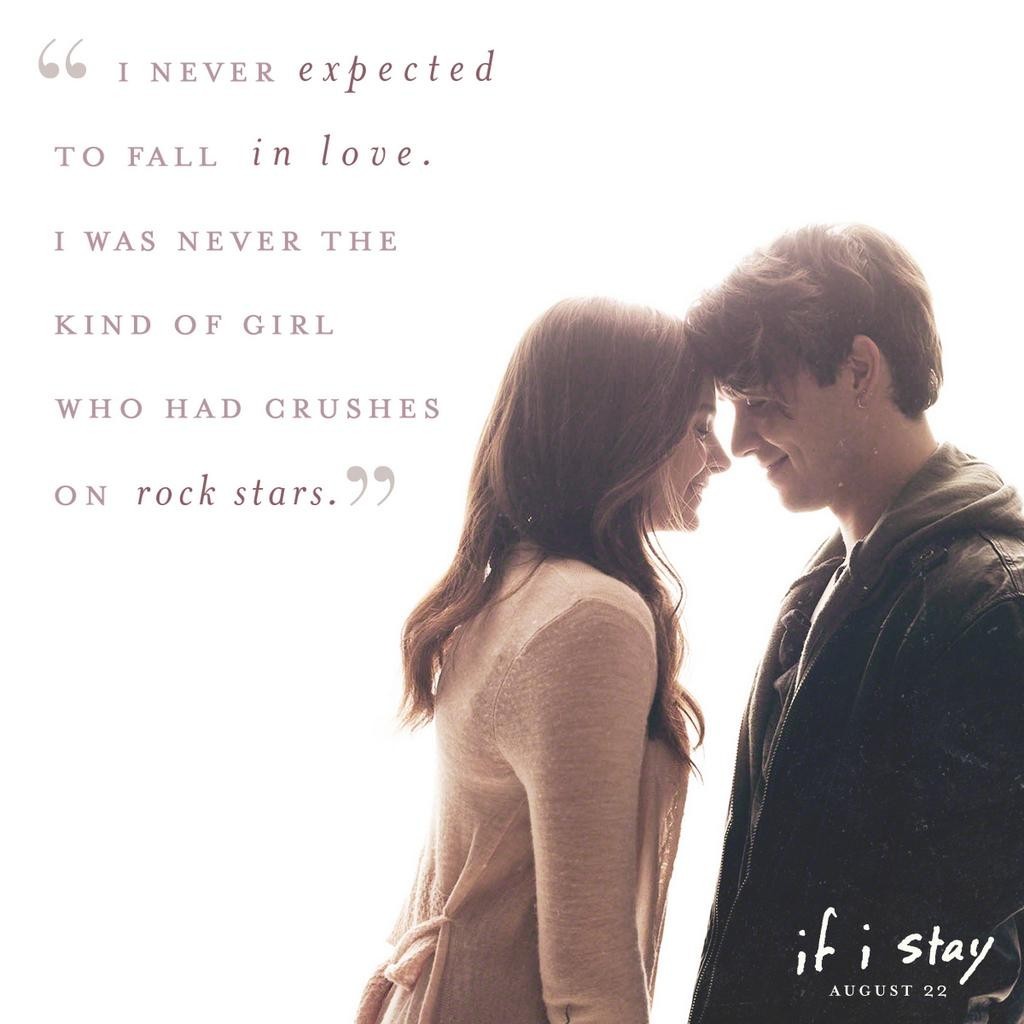 “ I NEVER expected
TO FALL in love.
I WAS NEVER THE
KIND OF GIRL
WHO HAD CRUSHES
ON rock stars.”
if i stay
AUGUST 22